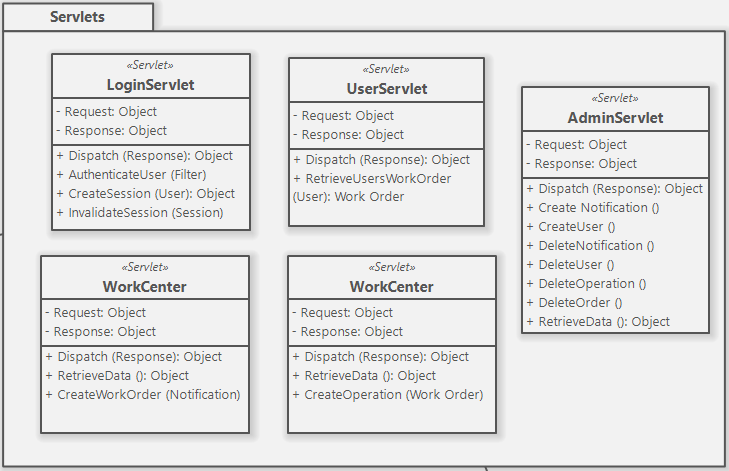 Servlets
«Servlet»
LoginServlet
- Request: Object
- Response: Object
+ Dispatch (Response): Object
+ AuthenticateUser (Filter)
+ CreateSession (User): Object
+ InvalidateSession (Session)
«Servlet»
UserServlet
- Request: Object
- Response: Object
+ Dispatch (Response): Object
+ RetrieveUsersWorkOrder
(User): Work Order
«Servlet»
AdminServlet
- Request: Object
- Response: Object
+ Dispatch (Response): Object
+ Create Notification ()
+ CreateUser ()
+ DeleteNotification ()
+ DeleteUser ()
+ DeleteOperation ()
+ DeleteOrder ()
+ RetrieveData (): Object
«Servlet»
WorkCenter
- Request: Object
- Response: Object
+ Dispatch (Response): Object
+ RetrieveData (): Object
+ CreateWorkOrder (Notification)
«Servlet»
WorkCenter
- Request: Object
- Response: Object
+ Dispatch (Response): Object
+ RetrieveData (): Object
+ CreateOperation (Work Order)